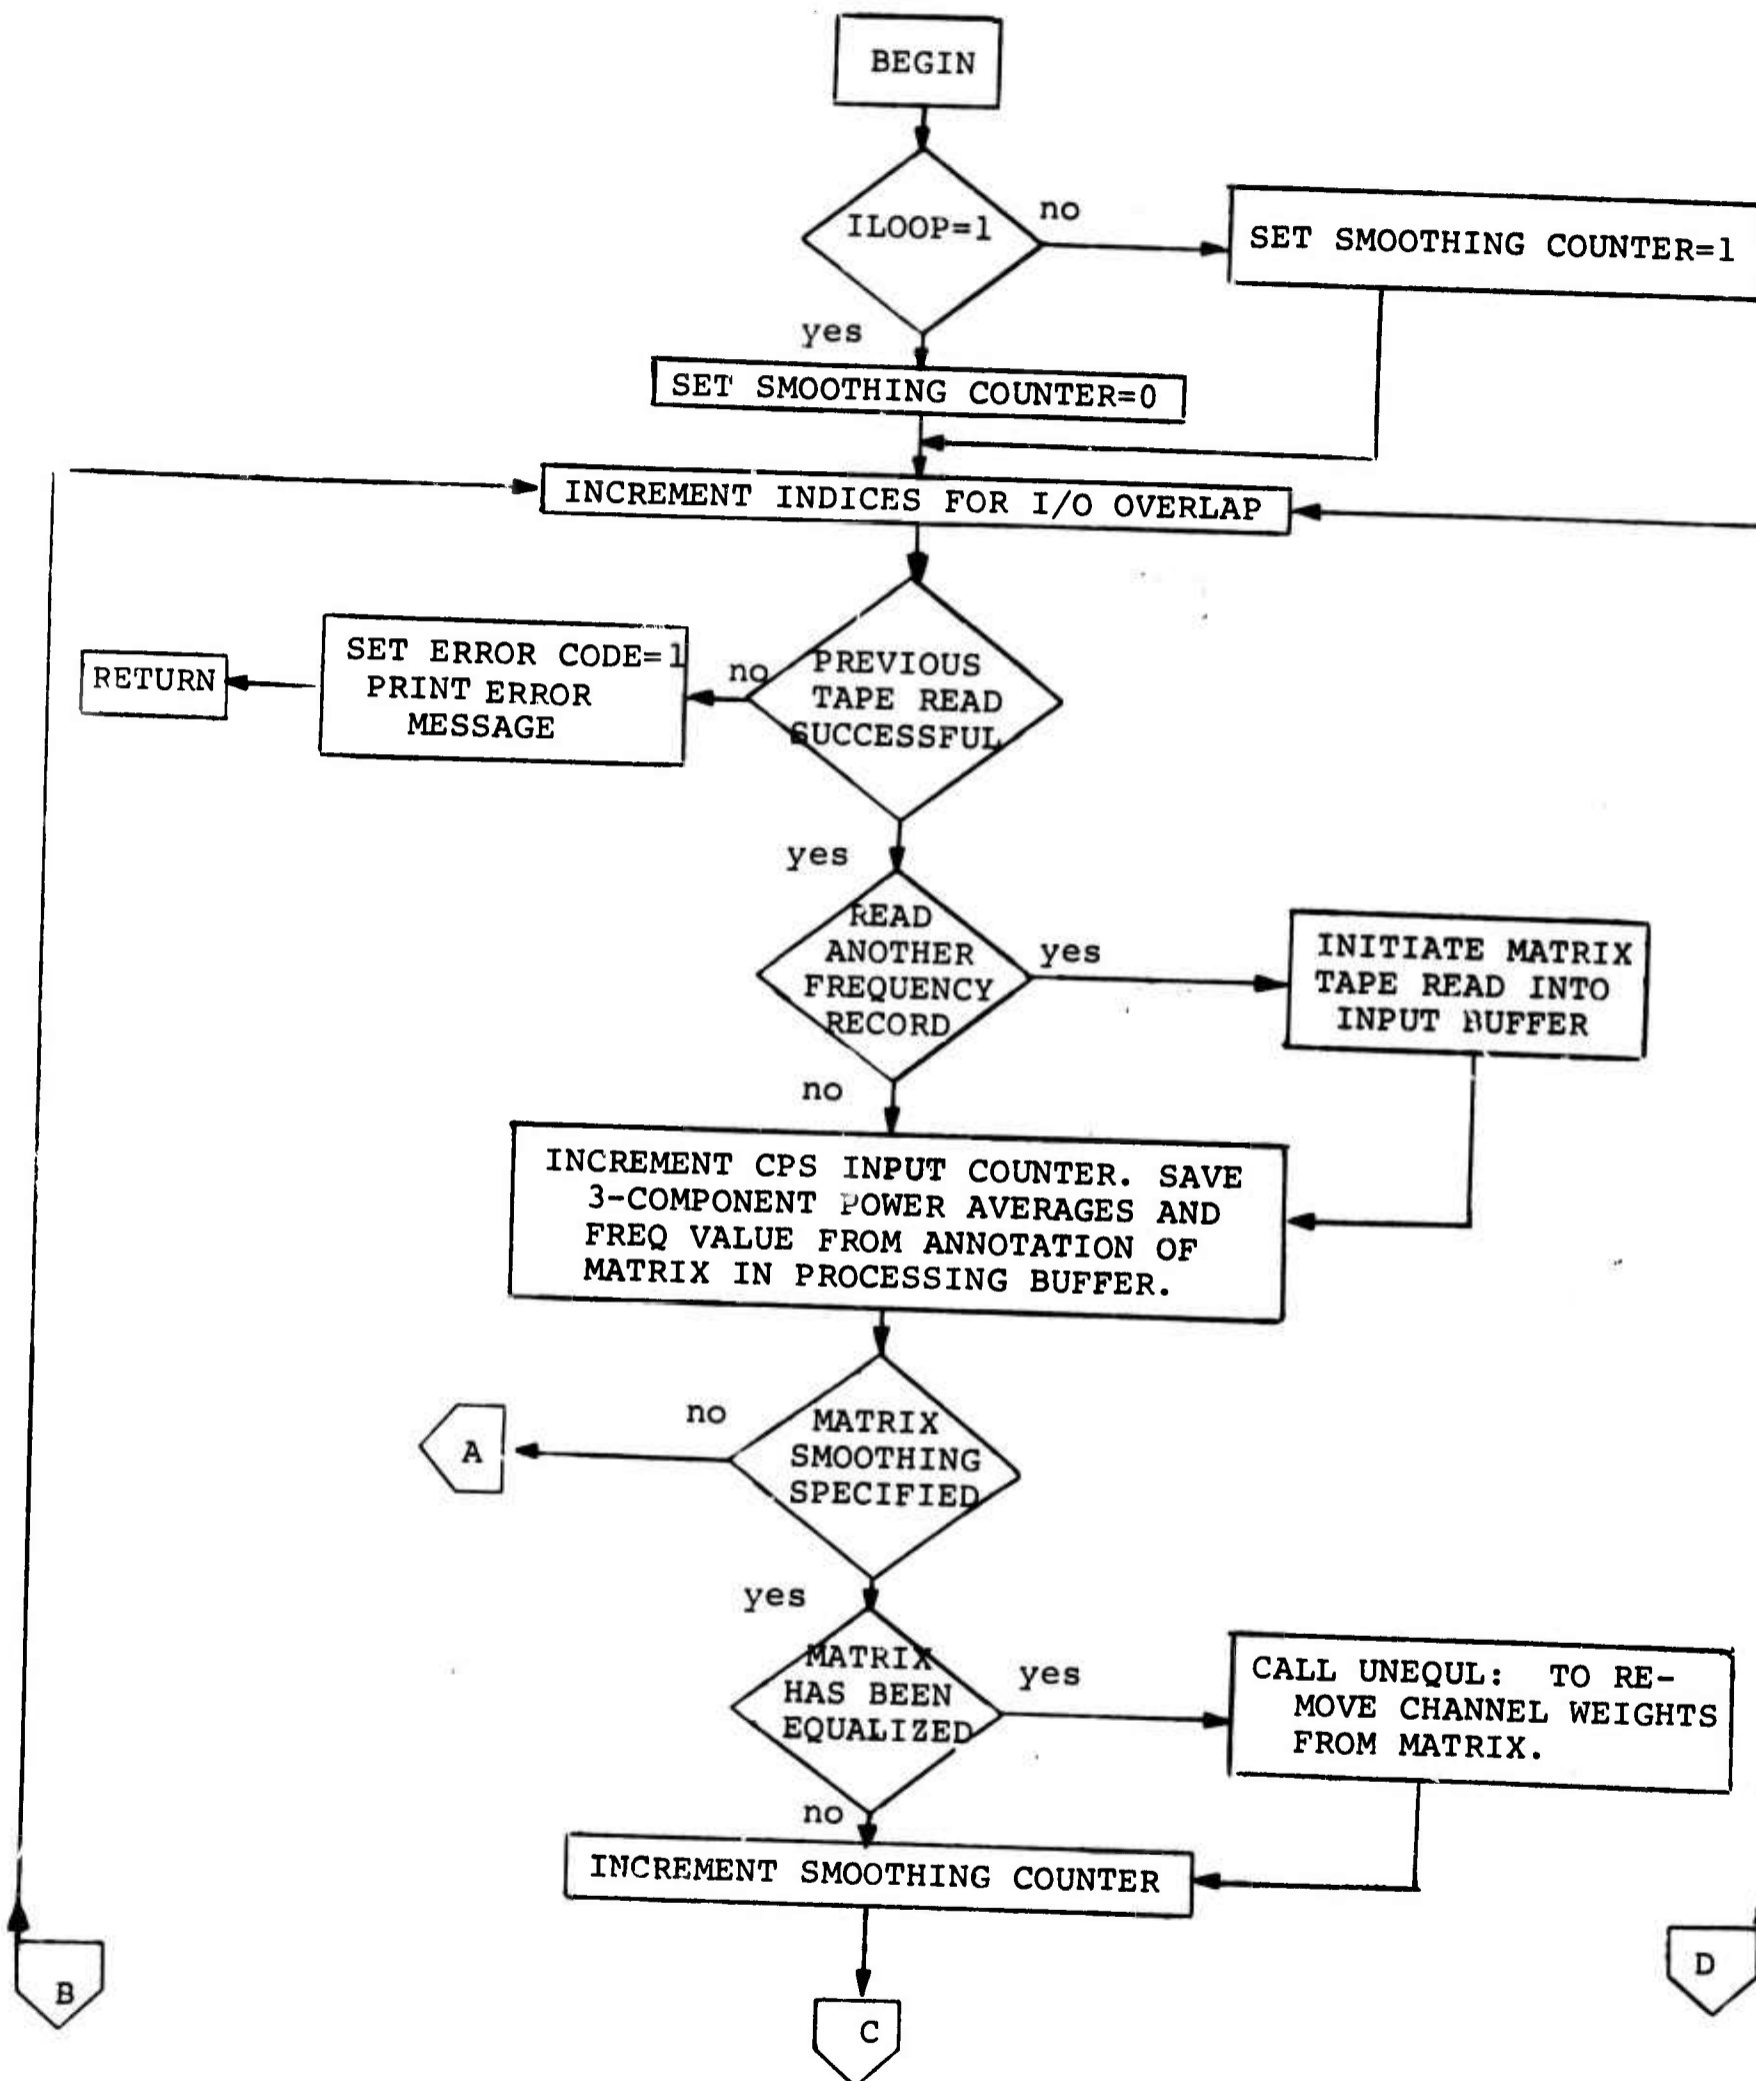 BEGIN
ILOOP=1
no
SET SMOOTHING COUNTER=1
yes
SET SMOOTHING COUNTER=0
INCREMENT INDICES FOR I/O OVERLAP
PREVIOUS
TAPE READ
SUCCESSFUL
no
SET ERROR CODE=1
PRINT ERROR
MESSAGE
RETURN
yes
READ
ANOTHER
FREQUENCY
RECORD
yes
INITIATE MATRIX
TAPE READ INTO
INPUT BUFFER
no
INCREMENT CPS INPUT COUNTER. SAVE
3-COMPONENT POWER AVERAGES AND
FREQ VALUE FROM ANNOTATION OF
MATRIX IN PROCESSING BUFFER.
MATRIX
SMOOTHING
SPECIFIED
no
A
yes
MATRIX
HAS BEEN
EQUALIZED
yes
CALL UNEQUL: TO RE-
MOVE CHANNEL WEIGHTS
FROM MATRIX.
no
INCREMENT SMOOTHING COUNTER
B
C
D